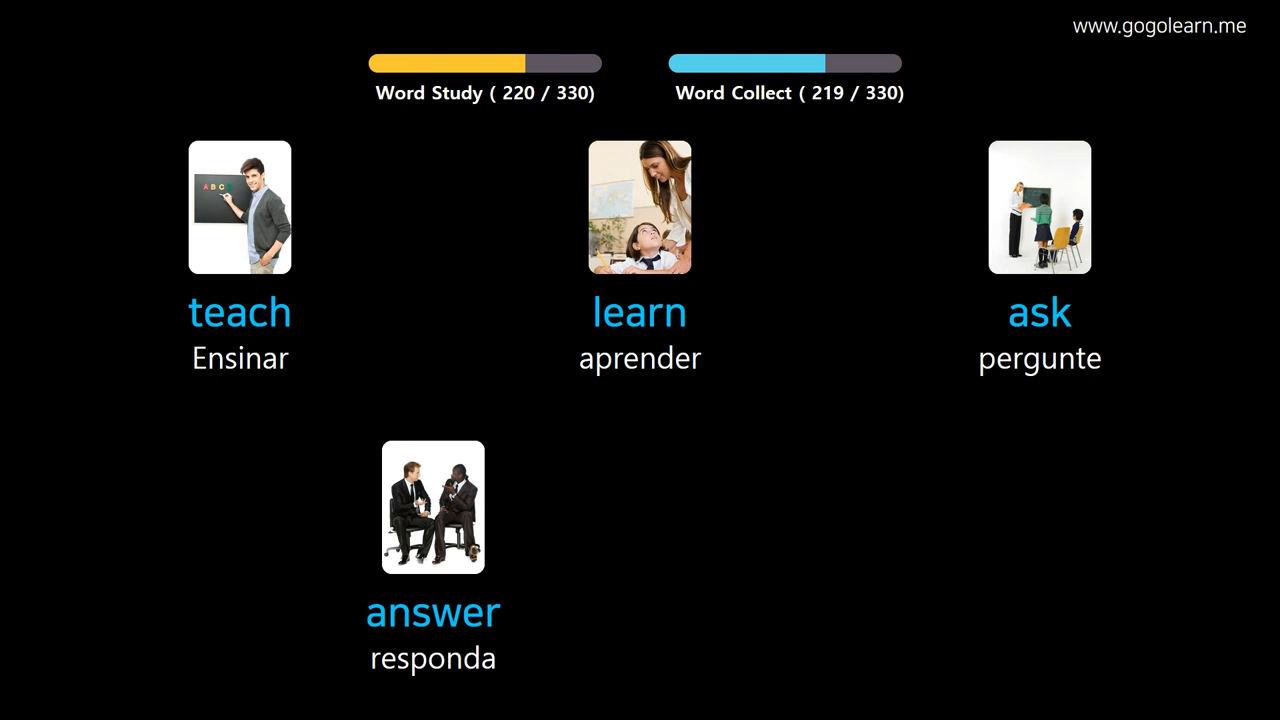 www.gogolearn.me
Word Study ( 220 / 330)
Word Collect ( 219 / 330)
A B C D
teach
Ensinar
learn
aprender
ask
pergunte
answer
responda